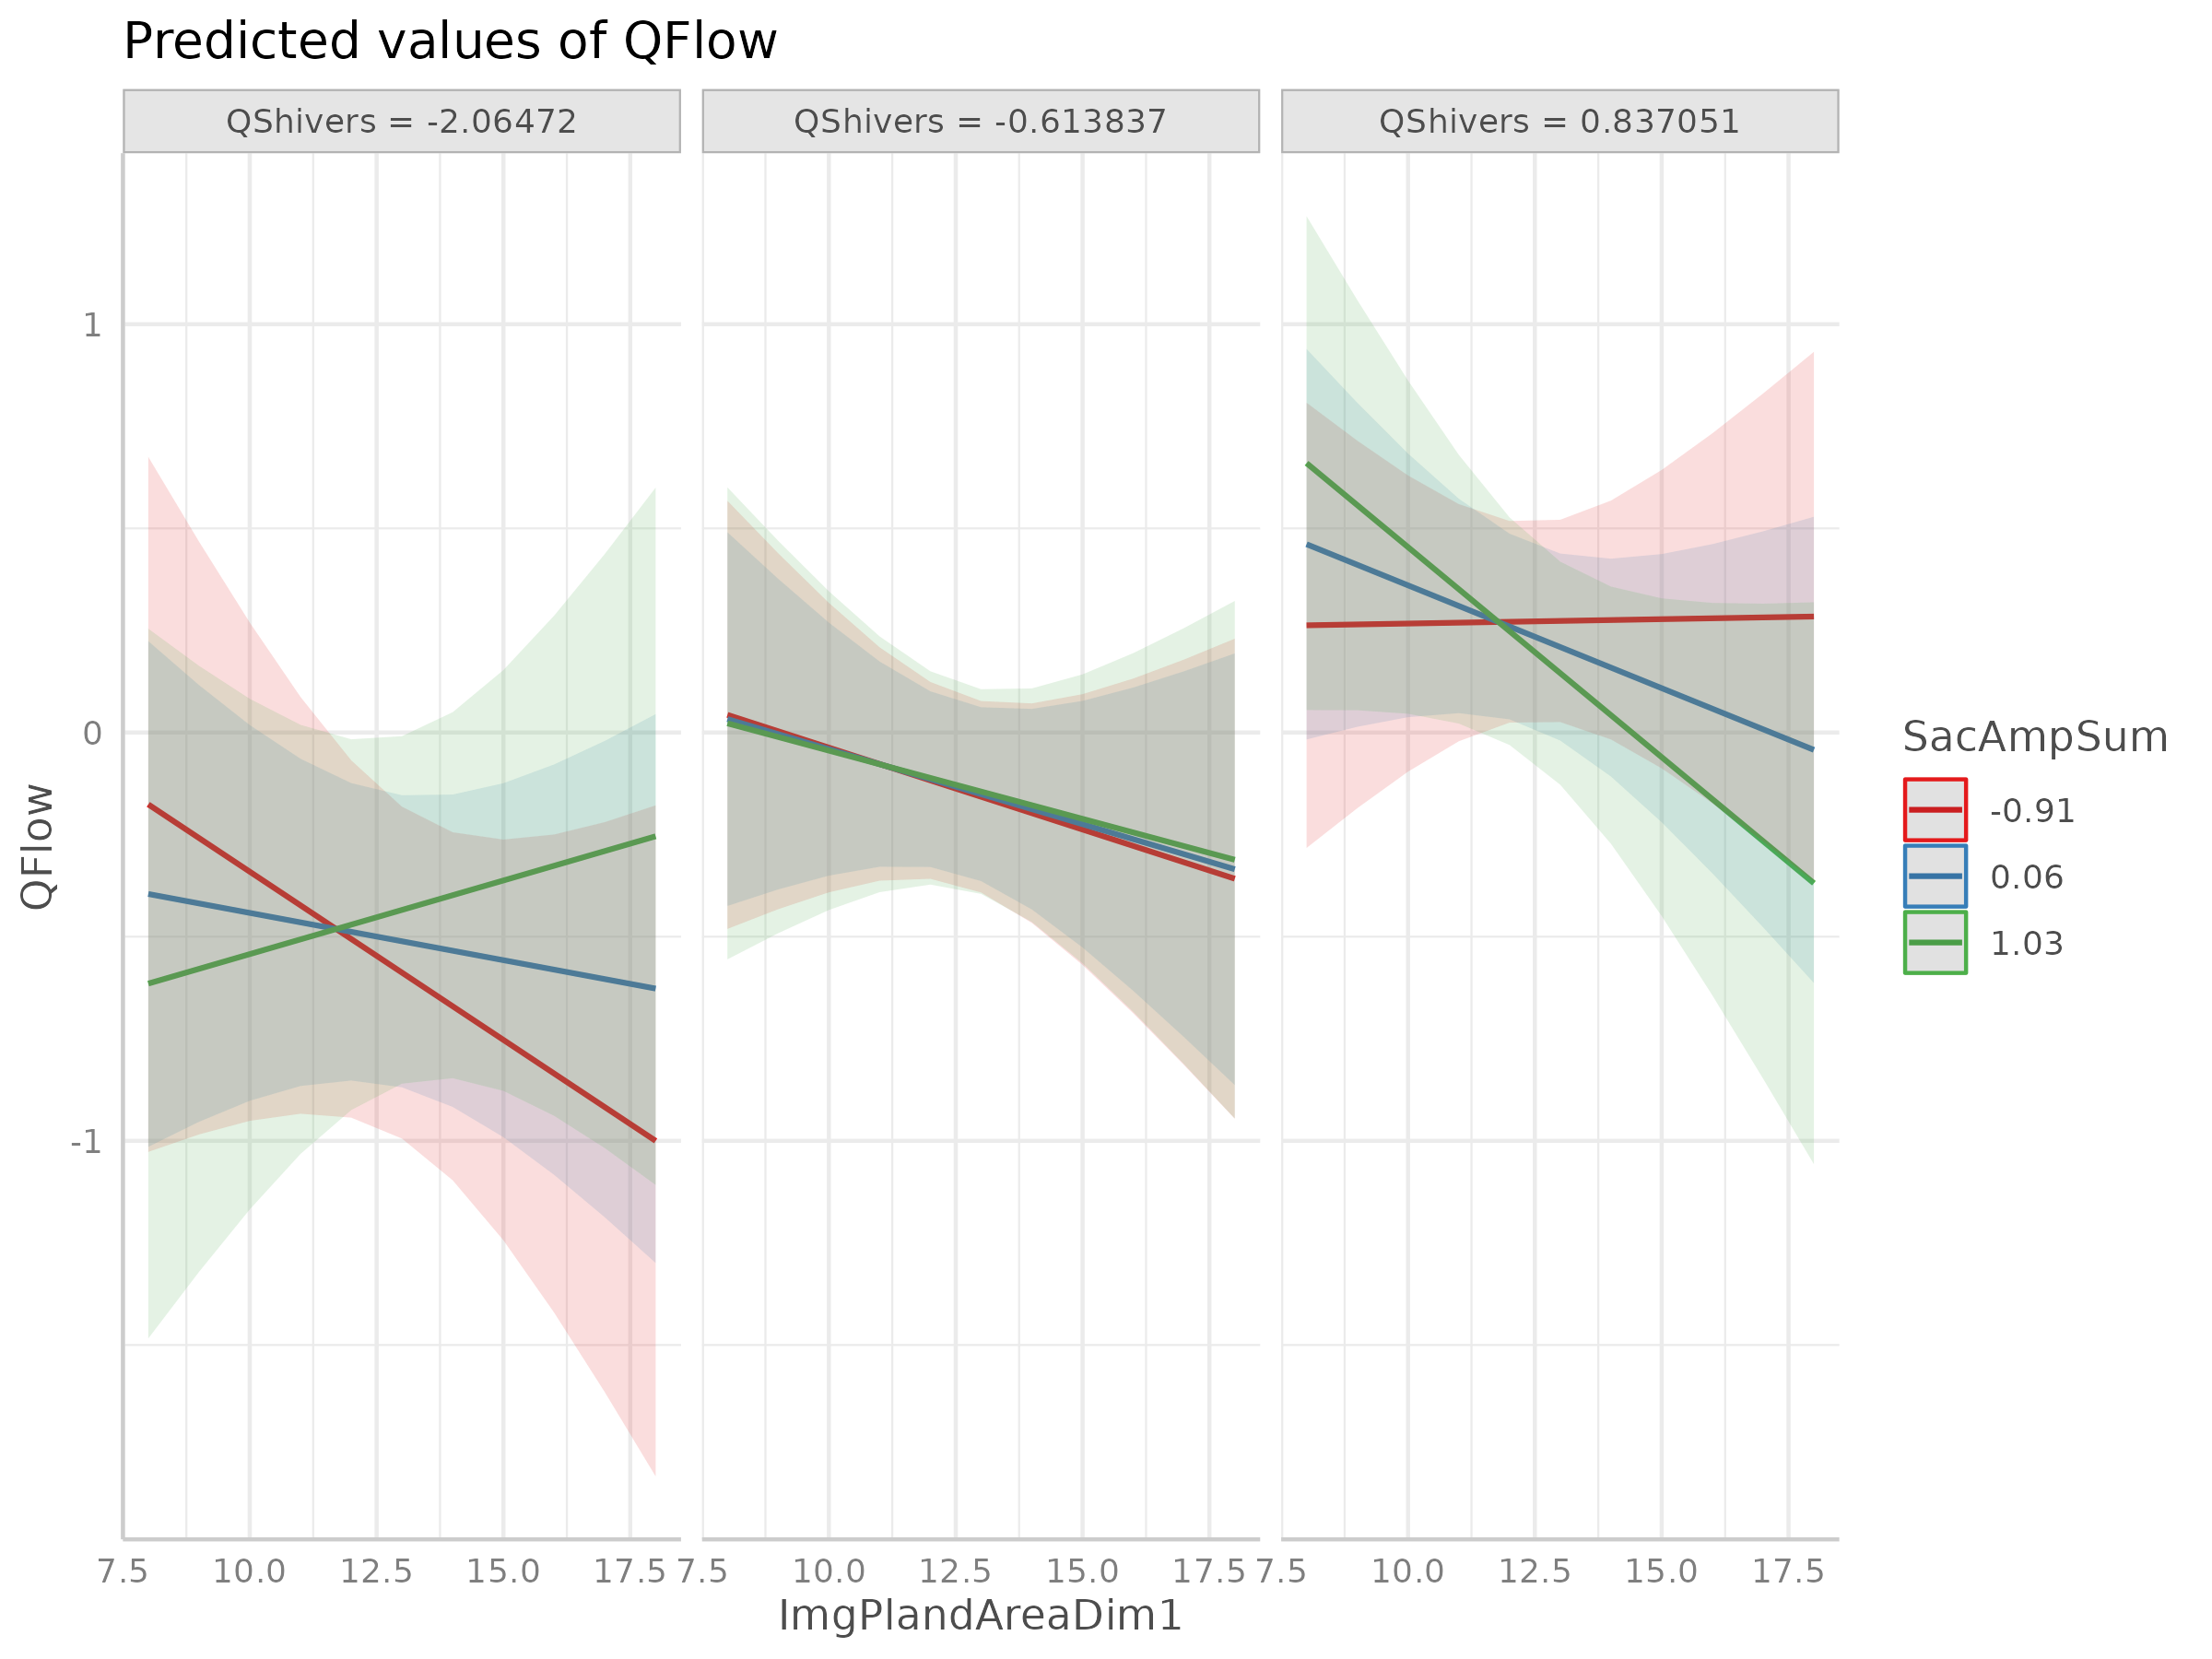 Predicted values of QFlow
QShivers = -2.06472
QShivers = -0.613837
QShivers = 0.837051
1
0
-1
QFlow
7.5 10.0 12.5 15.0 17.5
7.5 10.0 12.5 15.0 17.5
7.5 10.0 12.5 15.0 17.5
ImgPlandAreaDim1
SacAmpSum
-0.91
0.06
1.03